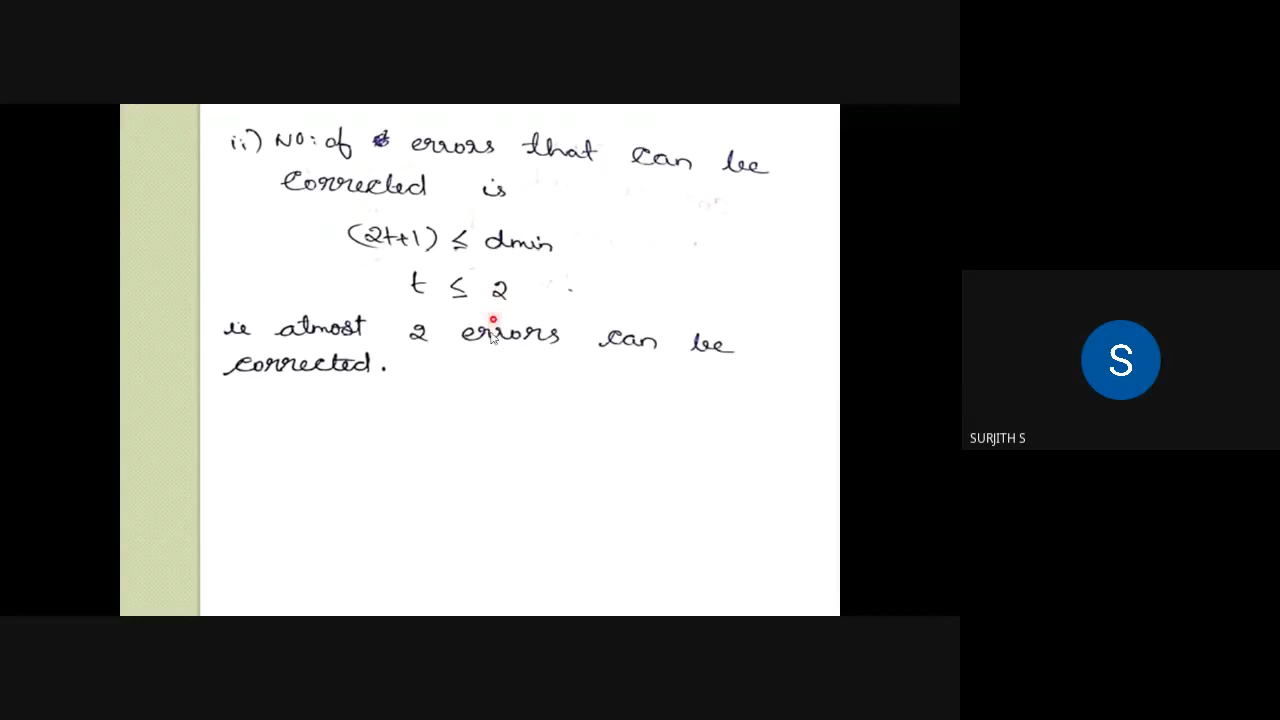 ii) No: of errors that can be
corrected is
(2t+1) ≤ dmin
t ≤ 2
ie almost 2 errors can be
corrected.
S
SURJITH S